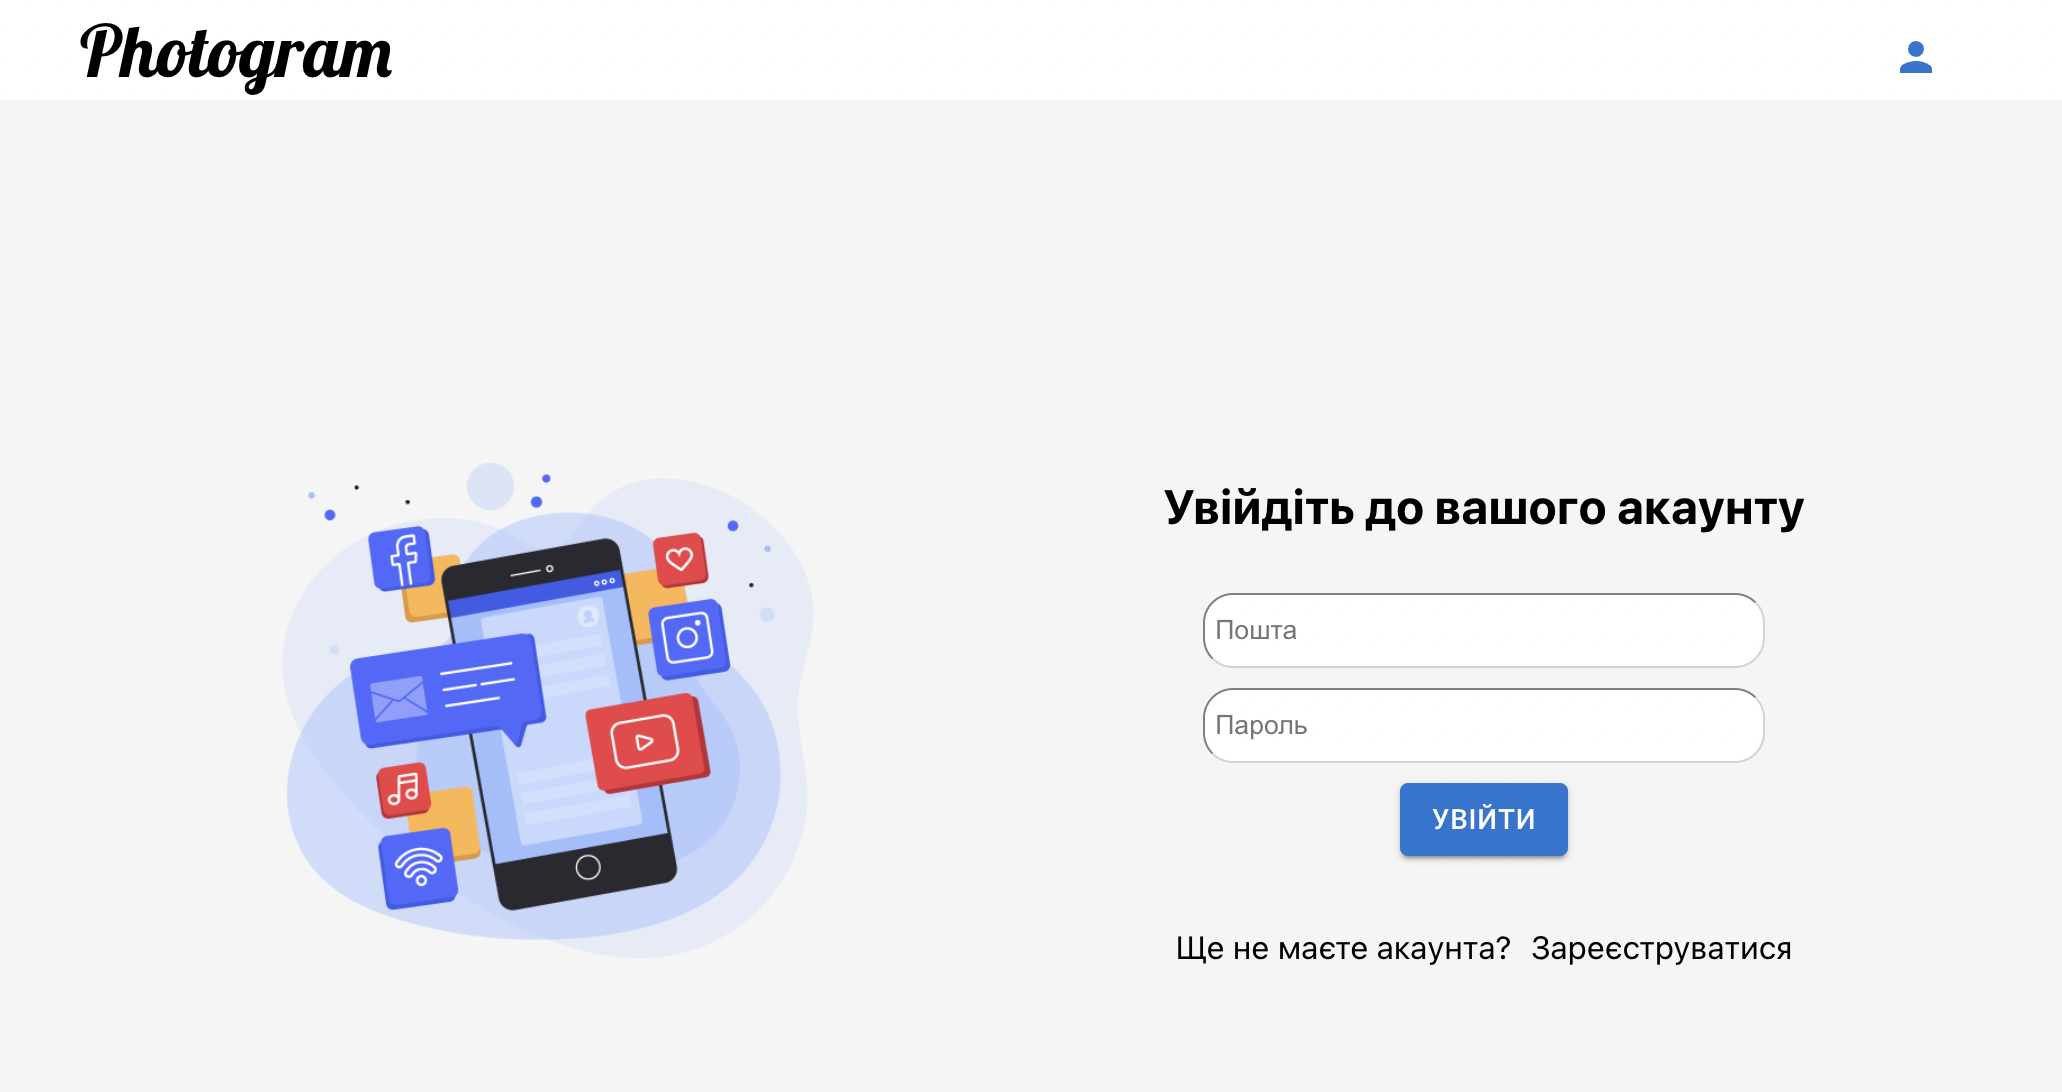 Photogram
Увійдіть до вашого акаунту
Пошта
Пароль
УВІЙТИ
Ще не маєте акаунта? Зареєструватися